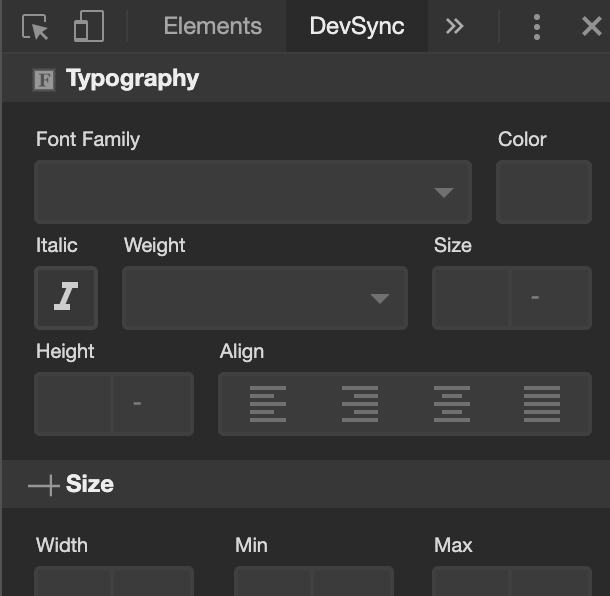 Elements DevSync »
F Typography
Font Family Color
Italic Weight Size
I -
Height Align
-
Size
Width Min Max